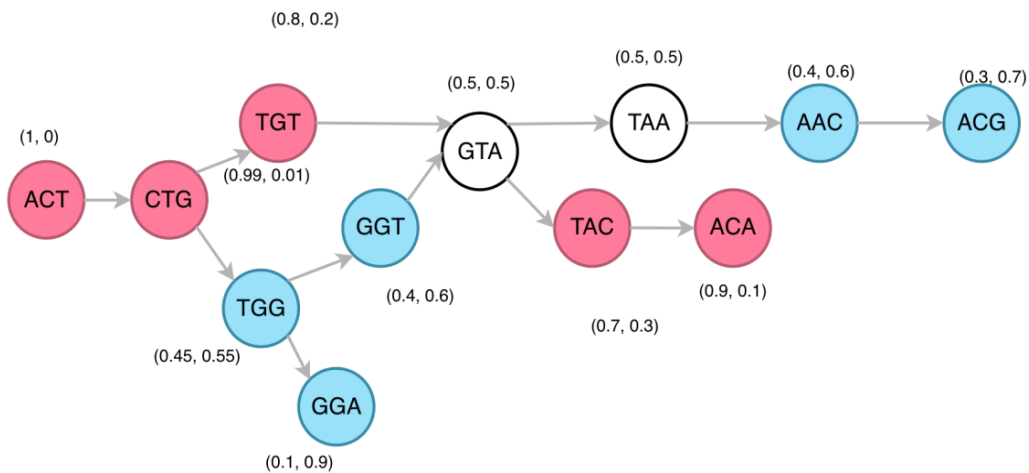 (0.8, 0.2)
(0.5, 0.5)
(0.5, 0.5)
(0.4, 0.6)
(0.3, 0.7)
(1, 0)
TGT
GTA
TAA
AAC
ACG
(0.99, 0.01)
ACT
CTG
GGT
TAC
ACA
(0.4, 0.6)
(0.9, 0.1)
TGG
(0.7, 0.3)
(0.45, 0.55)
GGA
(0.1, 0.9)